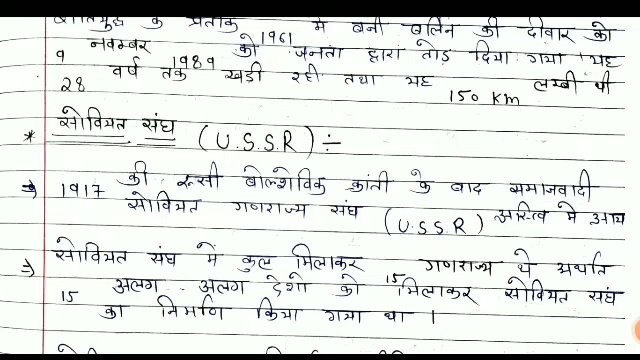 शीतयुद्ध के प्रतीक 1961 में बनी बर्लिन की दीवार को
9 नवम्बर 1989 को जनता द्वारा तोड दिया गया यह
28 वर्ष तक खडी रही तथा यह 150 km लम्बी थी
* सोवियत संघ (U.S.S.R) ÷
⇒ 1917 की रूसी बोल्शेविक क्रांती के बाद समाजवादी
सोवियत गणराज्य संघ (U.S.S.R) अस्तित्व मे आय
⇒ सोवियत संघ में कुल मिलाकर 15 गणराज्य थे अर्थात
15 अलग - अलग देशो को मिलाकर सोवियत संघ
का निर्माण किया गया था ।